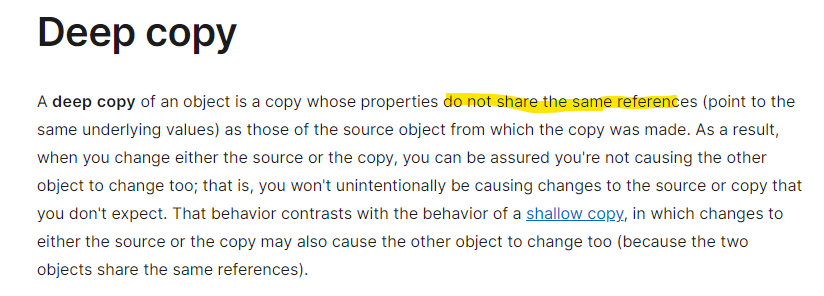 Deep copy
A deep copy of an object is a copy whose properties do not share the same references (point to the
same underlying values) as those of the source object from which the copy was made. As a result,
when you change either the source or the copy, you can be assured you're not causing the other
object to change too; that is, you won't unintentionally be causing changes to the source or copy that
you don't expect. That behavior contrasts with the behavior of a shallow copy, in which changes to
either the source or the copy may also cause the other object to change too (because the two
objects share the same references).